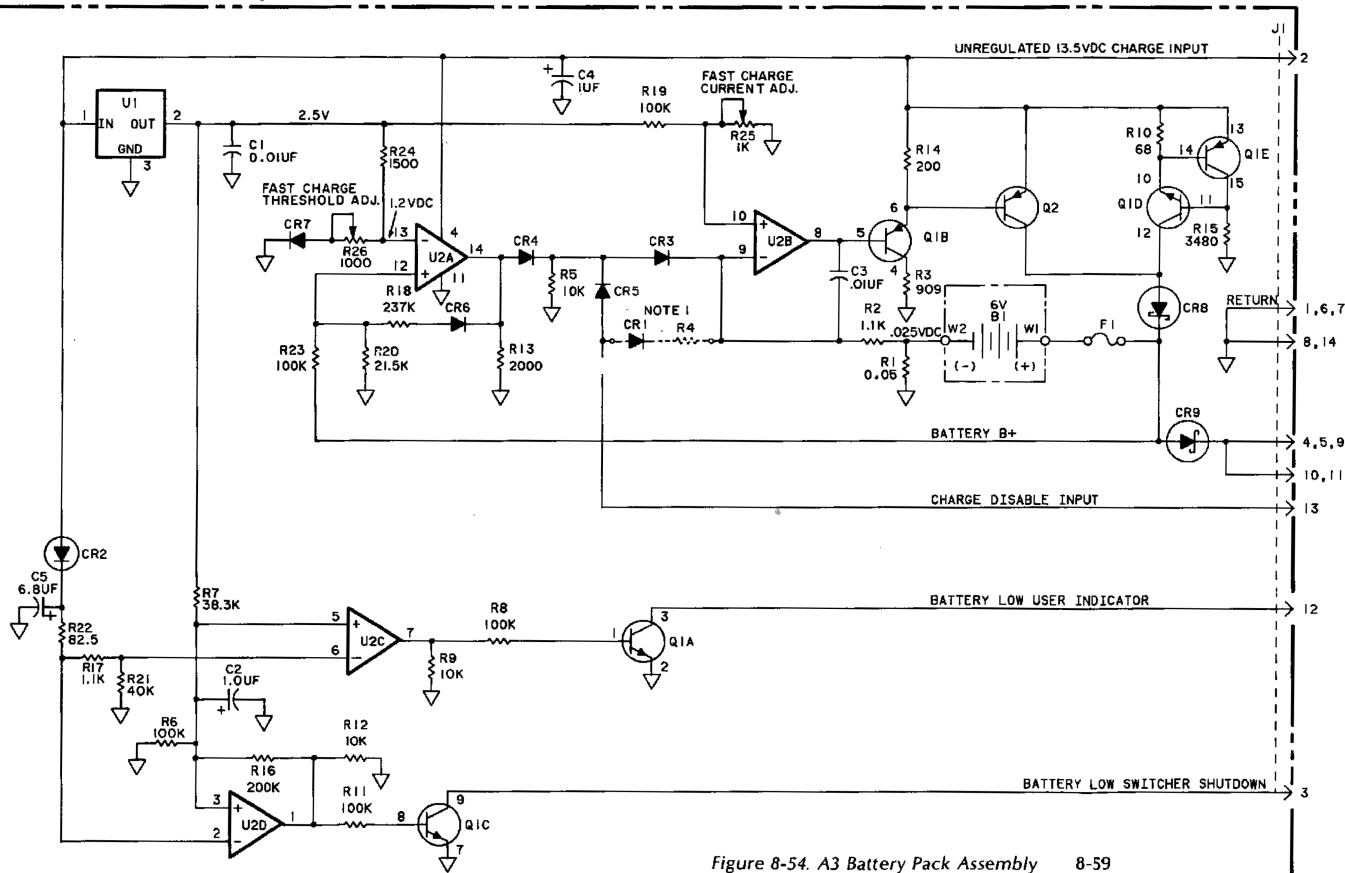 J1
UNREGULATED 13.5VDC CHARGE INPUT
2
+
C4
1UF
FAST CHARGE
CURRENT ADJ.
R19
100K
R25
1K
U1
1
IN OUT
2
GND
3
2.5V
C1
0.01UF
R24
1500
FAST CHARGE
THRESHOLD ADJ.
1.2VDC
CR7
R26
1000
13
-
4
U2A
14
12
+
11
R18
237K
CR6
R23
100K
R20
21.5K
R13
2000
CR4
R5
10K
CR5
CR3
NOTE 1
CR1
R4
10
+
U2B
8
9
-
C3
.01UF
R14
200
6
5
Q1B
4
R3
909
Q2
R10
68
13
14
Q1E
15
10
Q1D
11
12
R15
3480
CR8
R2
1.1K
.025VDC
R1
0.05
W2
6V
B1
W1
(-)
(+)
F1
RETURN
1,6,7
8,14
CR9
BATTERY B+
4,5,9
10,11
CHARGE DISABLE INPUT
13
CR2
C5
6.8UF
+
R22
82.5
R7
38.3K
R17
1.1K
R21
40K
5
+
U2C
7
6
-
R8
100K
R9
10K
BATTERY LOW USER INDICATOR
12
3
1
Q1A
2
C2
1.0UF
+
R6
100K
R16
200K
R12
10K
R11
100K
3
+
U2D
1
2
-
BATTERY LOW SWITCHER SHUTDOWN
3
9
8
Q1C
7
Figure 8-54. A3 Battery Pack Assembly 8-59